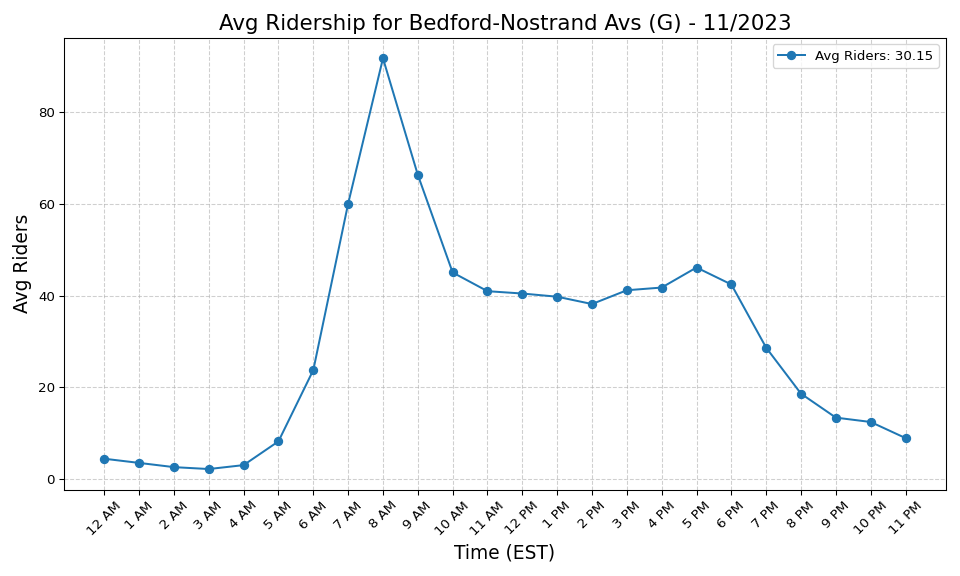 Avg Ridership for Bedford-Nostrand Avs (G) - 11/2023
Avg Riders: 30.15
Avg Riders
80
60
40
20
0
12 AM
1 AM
2 AM
3 AM
4 AM
5 AM
6 AM
7 AM
8 AM
9 AM
10 AM
11 AM
12 PM
1 PM
2 PM
3 PM
4 PM
5 PM
6 PM
7 PM
8 PM
9 PM
10 PM
11 PM
Time (EST)